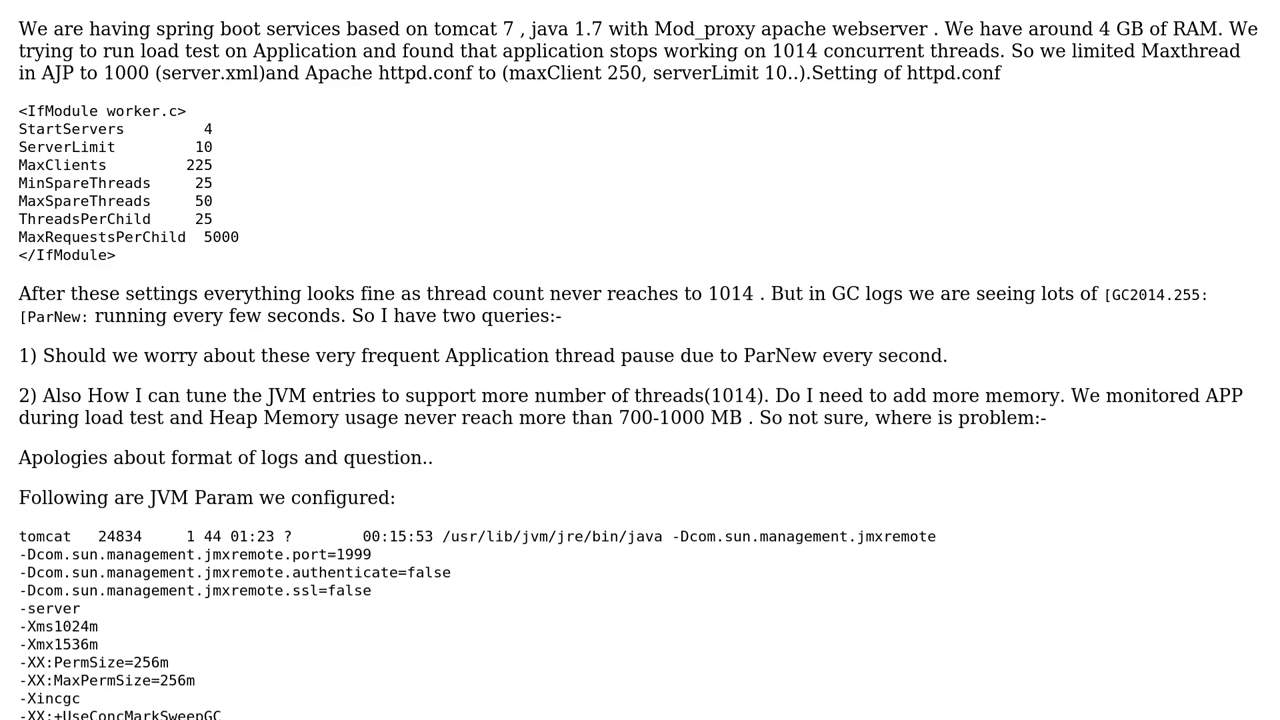 We are having spring boot services based on tomcat 7 , java 1.7 with Mod_proxy apache webserver . We have around 4 GB of RAM. We
trying to run load test on Application and found that application stops working on 1014 concurrent threads. So we limited Maxthread
in AJP to 1000 (server.xml)and Apache httpd.conf to (maxClient 250, serverLimit 10..).Setting of httpd.conf
<IfModule worker.c>
StartServers         4
ServerLimit         10
MaxClients        225
MinSpareThreads     25
MaxSpareThreads     50
ThreadsPerChild     25
MaxRequestsPerChild  5000
</IfModule>
After these settings everything looks fine as thread count never reaches to 1014 . But in GC logs we are seeing lots of [GC2014.255:
[ParNew: running every few seconds. So I have two queries:-
1) Should we worry about these very frequent Application thread pause due to ParNew every second.
2) Also How I can tune the JVM entries to support more number of threads(1014). Do I need to add more memory. We monitored APP
during load test and Heap Memory usage never reach more than 700-1000 MB . So not sure, where is problem:-
Apologies about format of logs and question..
Following are JVM Param we configured:
tomcat   24834     1 44 01:23 ?        00:15:53 /usr/lib/jvm/jre/bin/java -Dcom.sun.management.jmxremote
-Dcom.sun.management.jmxremote.port=1999
-Dcom.sun.management.jmxremote.authenticate=false
-Dcom.sun.management.jmxremote.ssl=false
-server
-Xms1024m
-Xmx1536m
-XX:PermSize=256m
-XX:MaxPermSize=256m
-Xincgc
-XX:+UseConcMarkSweepGC